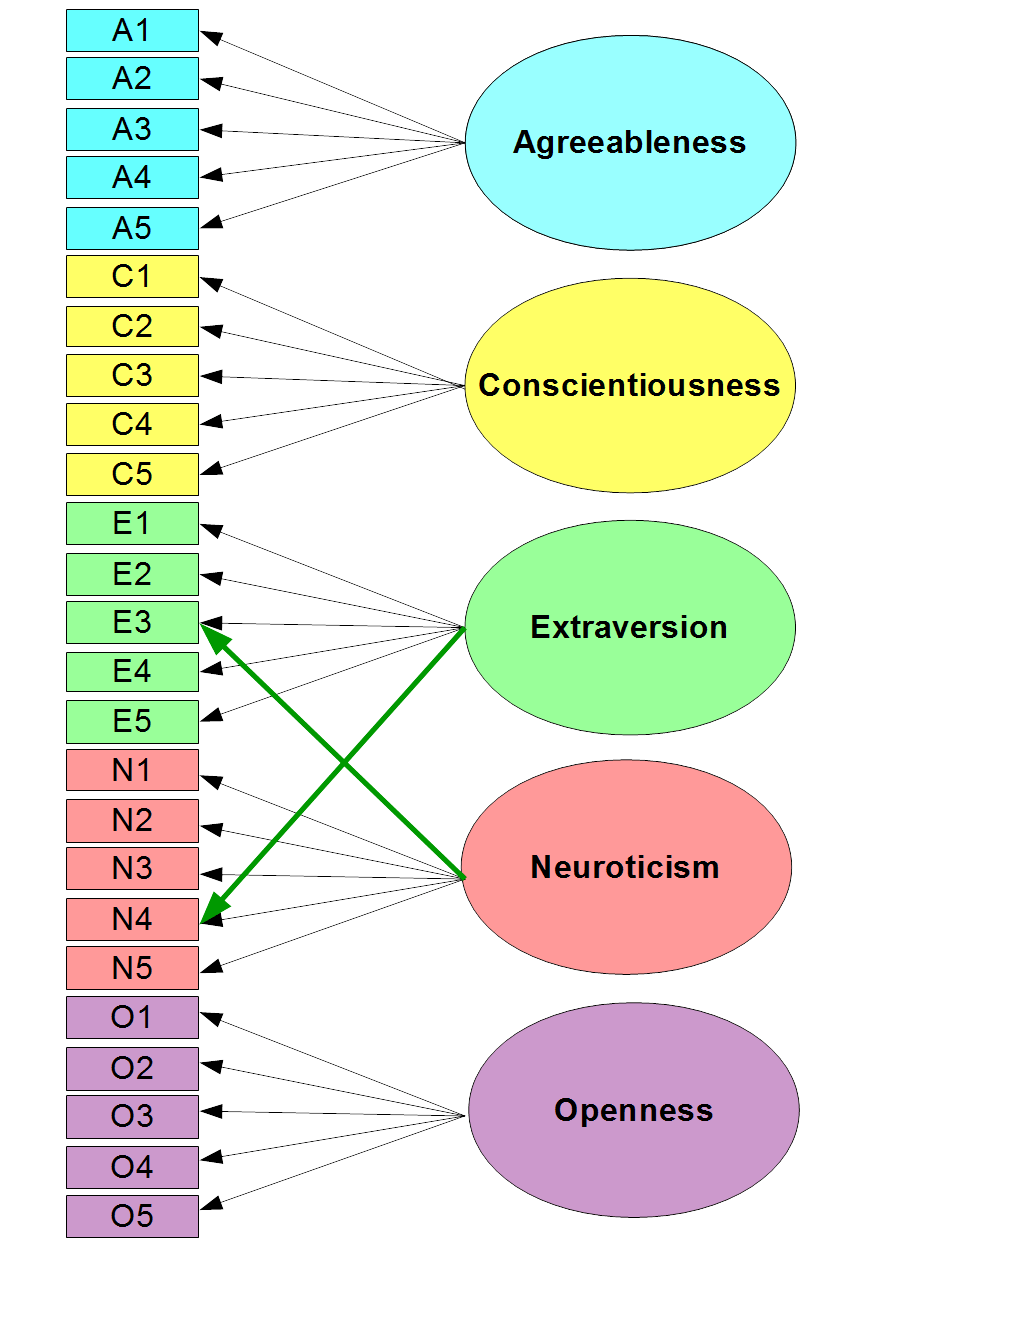 A1
A2
A3
A4
A5
C1
C2
C3
C4
C5
E1
E2
E3
E4
E5
N1
N2
N3
N4
N5
O1
O2
O3
O4
O5
Agreeableness
Conscientiousness
Extraversion
Neuroticism
Openness